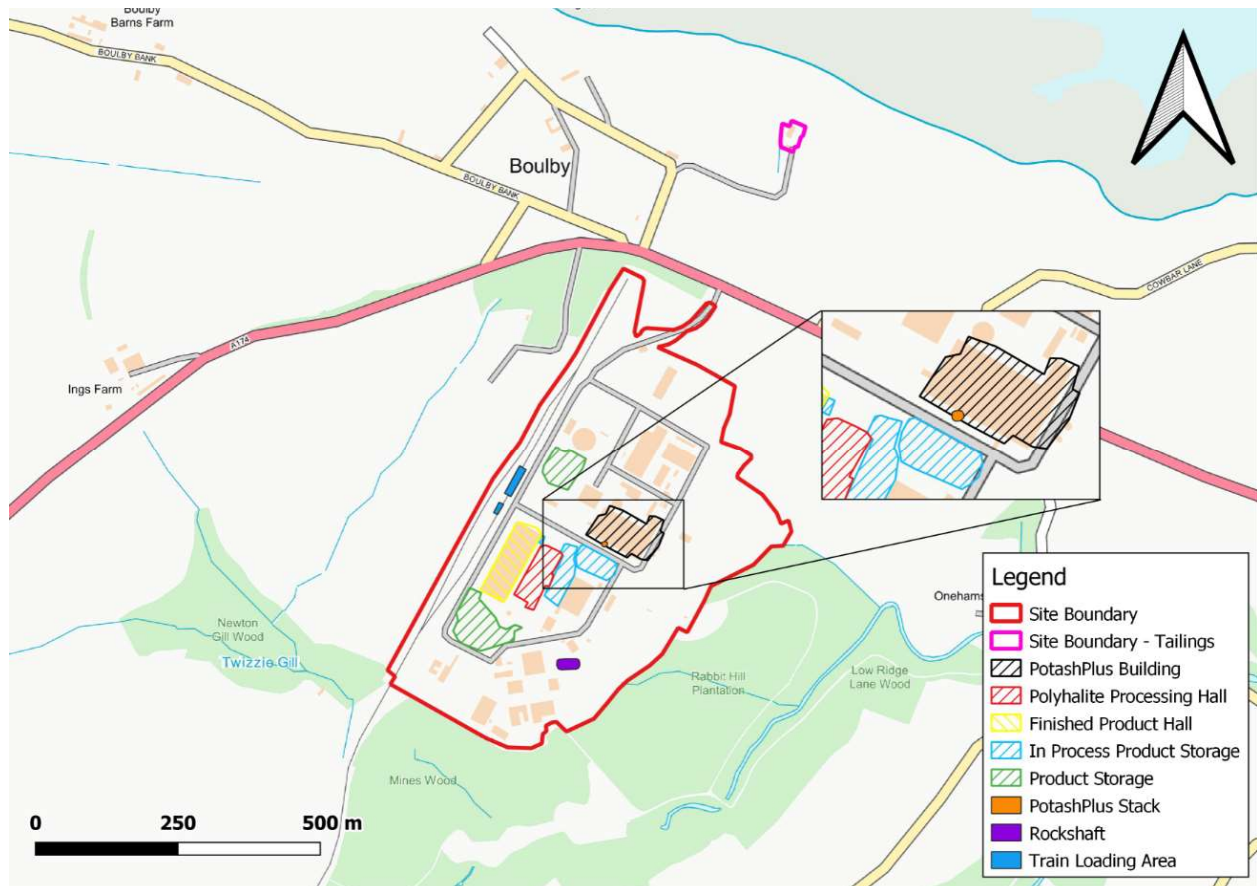 Boulby
Barns Farm
BOULBY BANK
Boulby
BOULBY BANK
COWBAR LANE
A174
Ings Farm
Newton
Gill Wood
Twizzie Gill
Rabbit Hill
Plantation
Low Ridge
Lane Wood
Mines Wood
Onehams
0 250 500 m
Legend
Site Boundary
Site Boundary - Tailings
PotashPlus Building
Polyhalite Processing Hall
Finished Product Hall
In Process Product Storage
Product Storage
PotashPlus Stack
Rockshaft
Train Loading Area